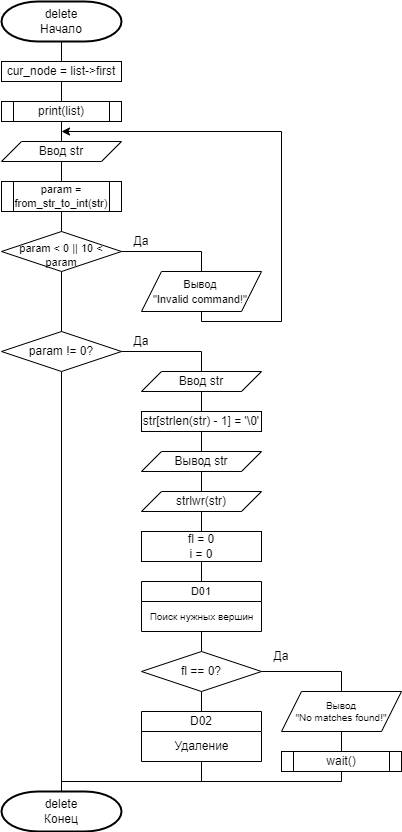 delete
Начало
cur_node = list->first
print(list)
Ввод str
param =
from_str_to_int(str)
param < 0 || 10 <
param
Да
Вывод
"Invalid command!"
param != 0?
Да
Ввод str
str[strlen(str) - 1] = '\0'
Вывод str
strlwr(str)
fl = 0
i = 0
D01
Поиск нужных вершин
fl == 0?
Да
D02
Удаление
Вывод
"No matches found!"
wait()
delete
Конец